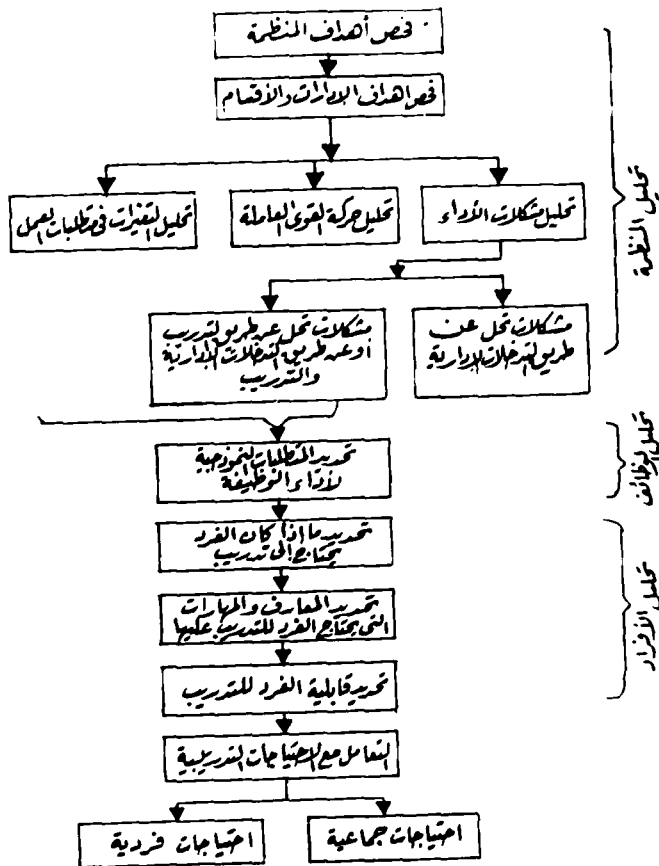 فحص أهداف المنظمة
فحص اهداف الإدارات والأقسام
تحليل مشكلات الأداء
تحليل حركة القوى العاملة
تحليل التغيرات فى متطلبات العمل
مشكلات تحل عن
طريق التدخلات الإدارية
مشكلات تحل عن طريق التدريب
أو عن طريق التدخلات الإدارية
والتدريب
تحليل المنظمة
تحديد المتطلبات النموذجية
لأداء الوظيفة
تحليل الوظائف
تحديد ما إذا كان الفرد
يحتاج إلى تدريب
تحديد المعارف والمهارات
التى يحتاج الفرد للتدريب عليها
تحديد قابلية الفرد للتدريب
تحليل الأفراد
التعامل مع الاحتياجات التدريبية
احتياجات جماعية
احتياجات فردية